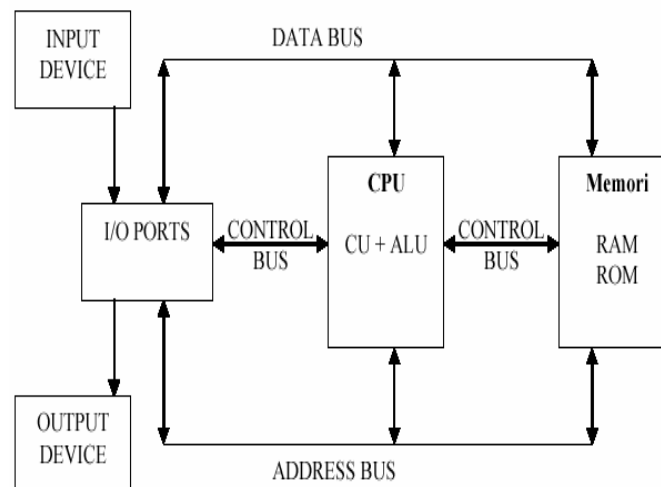 INPUT
DEVICE
DATA BUS
I/O PORTS
CONTROL
BUS
CPU
CU + ALU
CONTROL
BUS
Memori
RAM
ROM
OUTPUT
DEVICE
ADDRESS BUS